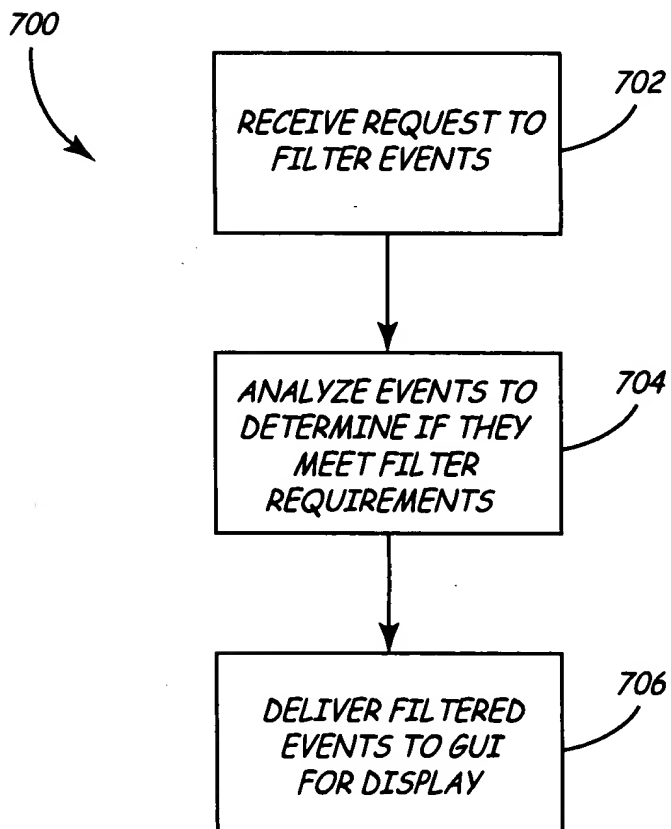 700
702
RECEIVE REQUEST TO
FILTER EVENTS
704
ANALYZE EVENTS TO
DETERMINE IF THEY
MEET FILTER
REQUIREMENTS
706
DELIVER FILTERED
EVENTS TO GUI
FOR DISPLAY